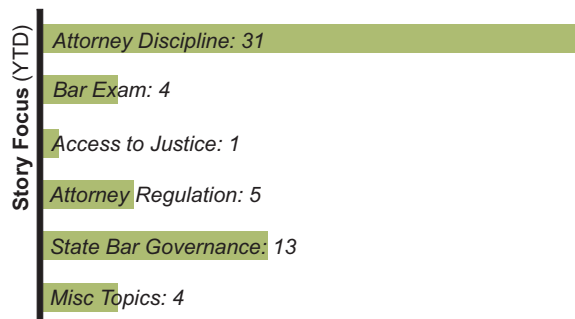 Story Focus (YTD)
Attorney Discipline: 31
Bar Exam: 4
Access to Justice: 1
Attorney Regulation: 5
State Bar Governance: 13
Misc Topics: 4